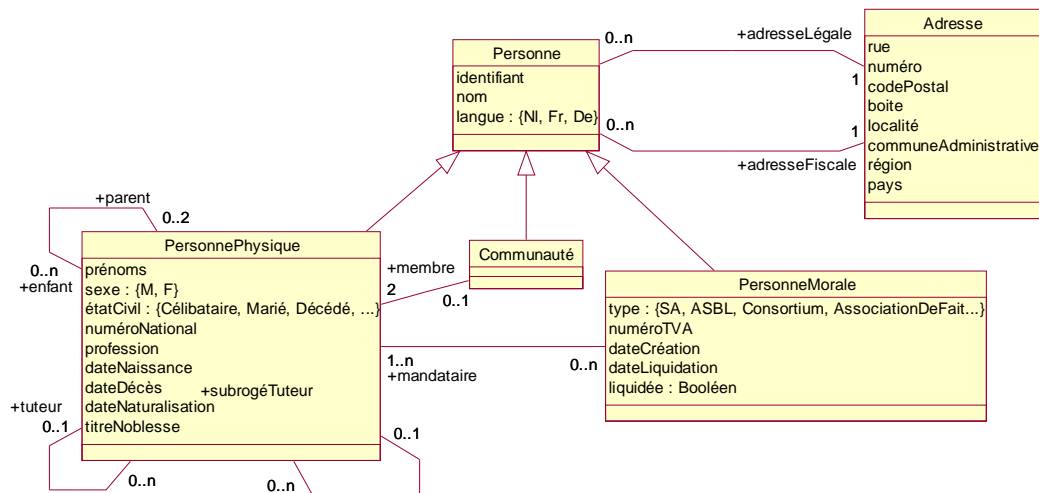 Adresse
rue
numéro
codePostal
boite
localité
communeAdministrative
région
pays
0..n
+adresseLégale
1
0..n
+adresseFiscale
1
Personne
identifiant
nom
langue : {Nl, Fr, De}
+parent
0..2
0..n
+enfant
PersonnePhysique
prénoms
sexe : {M, F}
étatCivil : {Célibataire, Marié, Décédé, ...}
numéroNational
profession
dateNaissance
dateDécès
dateNaturalisation
titreNoblesse
+membre
2
0..1
Communauté
PersonneMorale
type : {SA, ASBL, Consortium, AssociationDeFait...}
numéroTVA
dateCréation
dateLiquidation
liquidée : Booléen
1..n
+mandataire
0..n
+subrogéTuteur
+tuteur
0..1
0..n
0..1
0..n